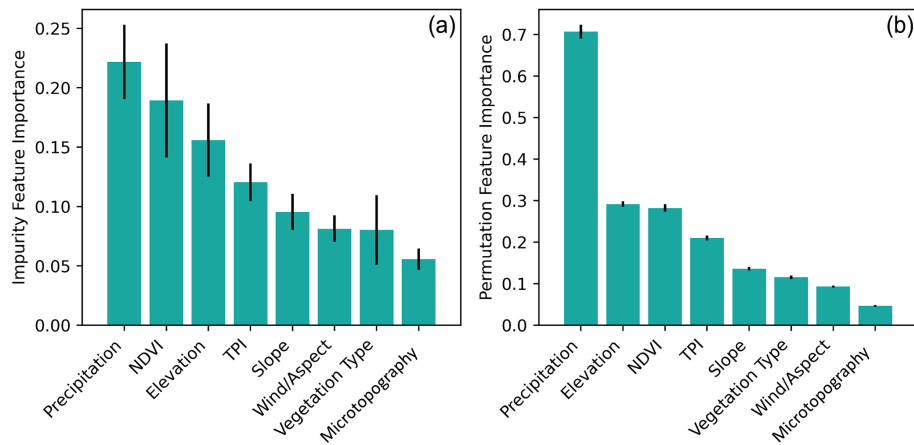 (a)
Impurity Feature Importance
0.25
0.20
0.15
0.10
0.05
0.00
Precipitation
NDVI
Elevation
TPI
Slope
Wind/Aspect
Vegetation Type
Microtopography
(b)
Permutation Feature Importance
0.7
0.6
0.5
0.4
0.3
0.2
0.1
0.0
Precipitation
Elevation
NDVI
TPI
Slope
Vegetation Type
Wind/Aspect
Microtopography